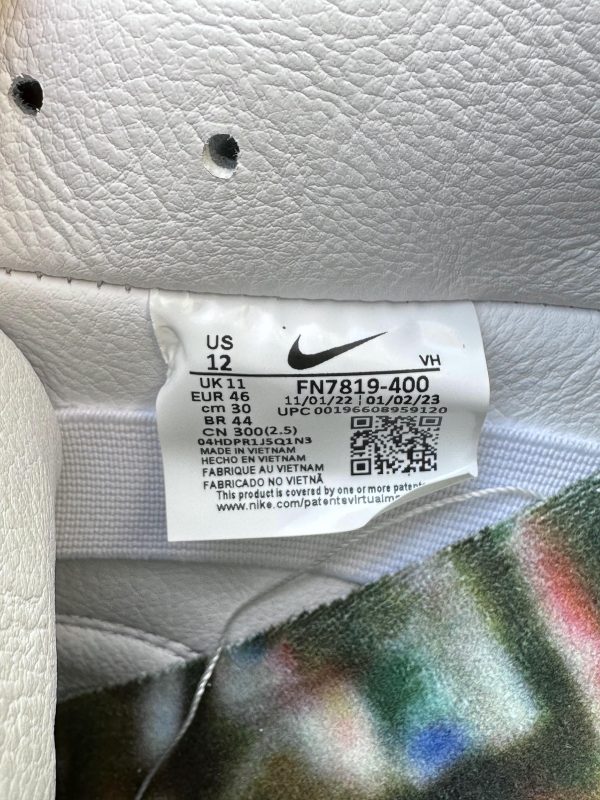 US
12
VH
UK 11
EUR 46
cm 30
BR 44
CN 300(2.5)
FN7819-400
11/01/22 | 01/02/23
UPC 00196608959120
04HDPR1J5Q1N3
MADE IN VIETNAM
HECHO EN VIETNAM
FABRIQUE AU VIETNAM
FABRICADO NO VIETNÃ
This product is covered by one or more
www.nike.com/